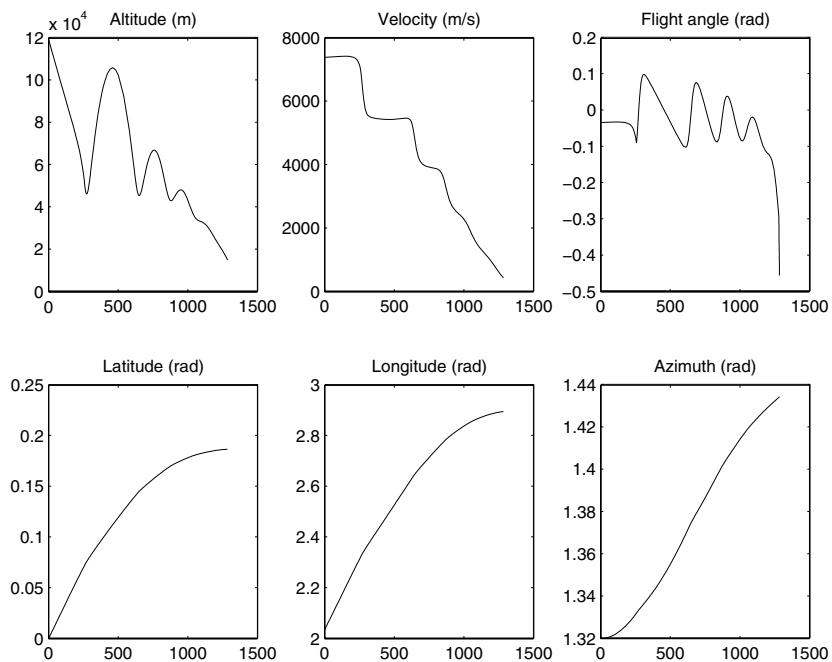 Altitude (m) Velocity (m/s) Flight angle (rad)
x 10^4
12 8000 0.2
10 0.1
8 6000 0
6 4000 −0.1
−0.2
4 2000 −0.3
2 −0.4
0 0 −0.5
0 500 1000 1500 0 500 1000 1500 0 500 1000 1500
Latitude (rad) Longitude (rad) Azimuth (rad)
0.25 3 1.44
0.2 2.8 1.42
0.15 2.6 1.4
1.38
0.1 2.4 1.36
0.05 2.2 1.34
0 2 1.32
0 500 1000 1500 0 500 1000 1500 0 500 1000 1500